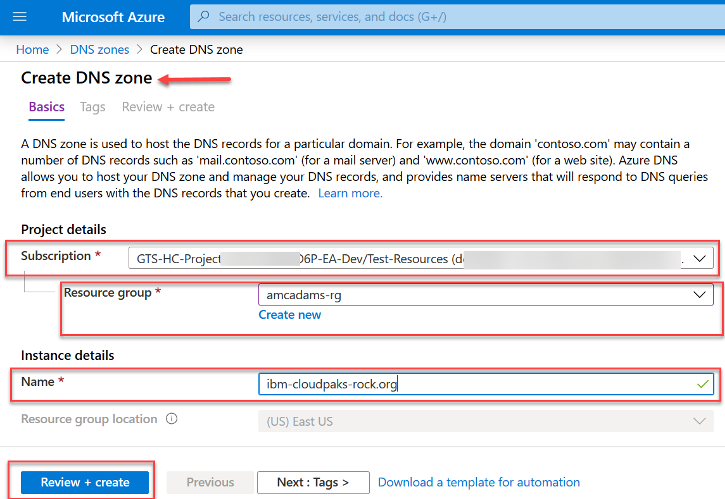 Microsoft Azure
Search resources, services, and docs (G+/)
Home > DNS zones > Create DNS zone
Create DNS zone
Basics Tags Review + create
A DNS zone is used to host the DNS records for a particular domain. For example, the domain 'contoso.com' may contain a
number of DNS records such as 'mail.contoso.com' (for a mail server) and 'www.contoso.com' (for a web site). Azure DNS
allows you to host your DNS zone and manage your DNS records, and provides name servers that will respond to DNS queries
from end users with the DNS records that you create. Learn more.
Project details
Subscription * GTS-HC-Project 06P-EA-Dev/Test-Resources
Resource group * amcadams-rg
Create new
Instance details
Name * ibm-cloudpaks-rock.org
Resource group location (US) East US
Review + create Previous Next : Tags > Download a template for automation